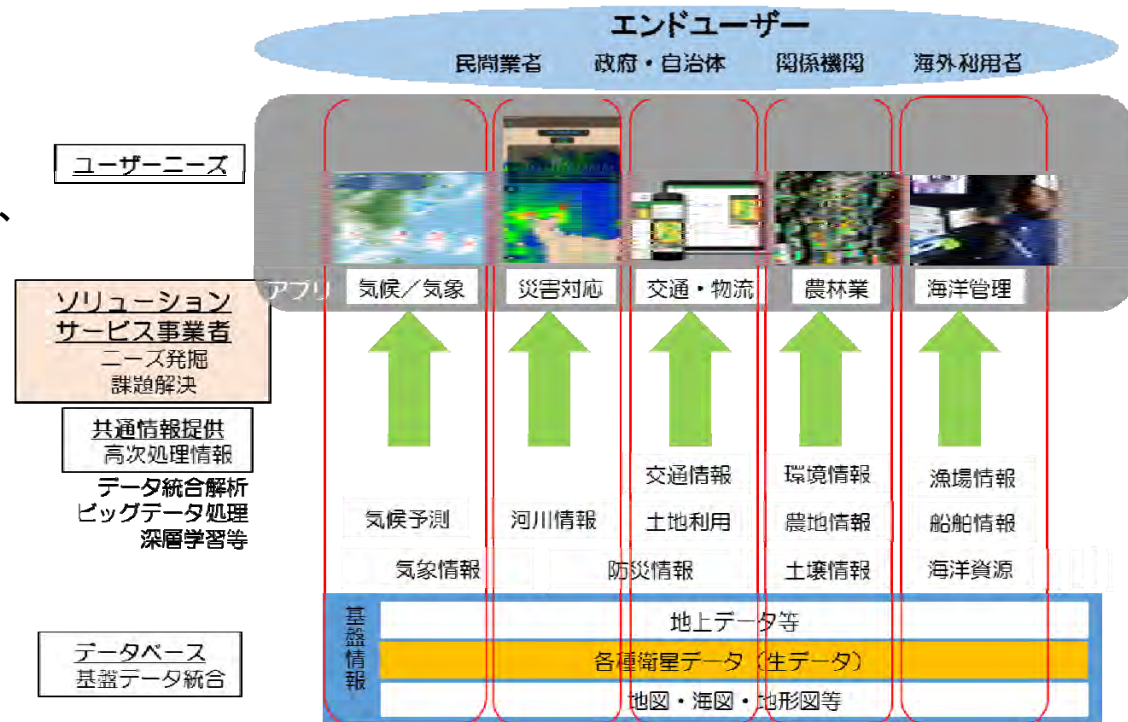 エンドユーザー
民間業者 政府・自治体 関係機関 海外利用者
ユーザーニーズ
、
アプリ
気候／気象 災害対応 交通・物流 農林業 海洋管理
ソリューション
サービス事業者
ニーズ発掘
課題解決
共通情報提供
高次処理情報
データ統合解析
ビッグデータ処理
深層学習等
交通情報 環境情報 漁場情報
気候予測 河川情報 土地利用 農地情報 船舶情報
気象情報 防災情報 土壌情報 海洋資源
データベース
基盤データ統合
基盤情報
地上データ等
各種衛星データ（生データ）
地図・海図・地形図等